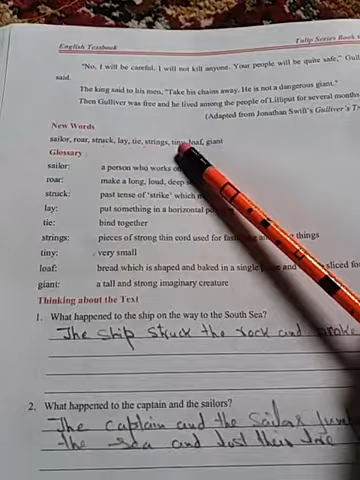 English Textbook
Tulip Series Book
"No, I will be careful. I will not kill anyone. Your people will be quite safe," Gull
said.
The king said to his men, "Take his chains away. He is not a dangerous giant."
Then Gulliver was free and he lived among the people of Lilliput for several months
(Adapted from Jonathan Swift's Gulliver's
New Words
sailor, roar, struck, lay, tie, strings, tiny, loaf, giant
Glossary
sailor: a person who works on
roar: make a long, loud, deep
struck: past tense of 'strike' which
lay: put something in a horizontal
tie: bind together
strings: pieces of strong thin cord used for things
tiny: very small
loaf: bread which is shaped and baked in a single and sliced
giant: a tall and strong imaginary creature
Thinking about the Text
1. What happened to the ship on the way to the South Sea?
The ship struck the rock and broke
2. What happened to the captain and the sailors?
The captain and the sailors
the sea and lost their